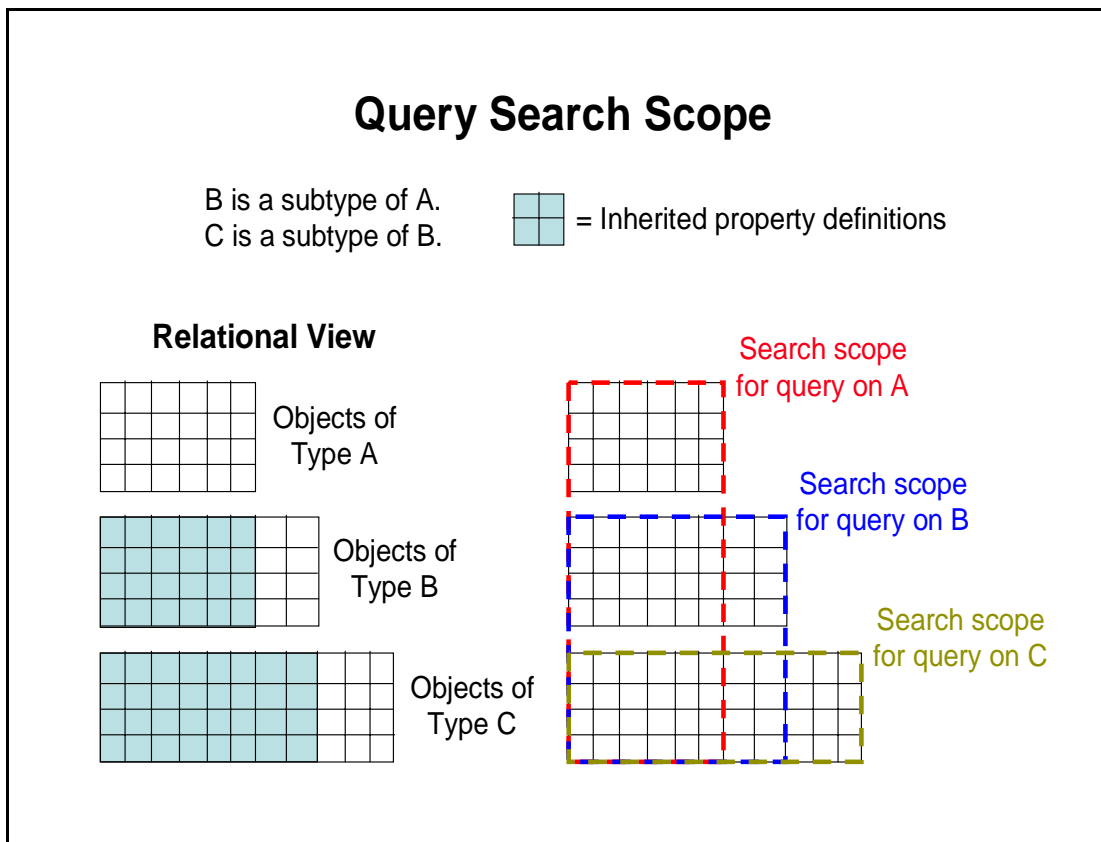 Query Search Scope
B is a subtype of A.
C is a subtype of B.
= Inherited property definitions
Relational View
Objects of
Type A
Objects of
Type B
Objects of
Type C
Search scope
for query on A
Search scope
for query on B
Search scope
for query on C